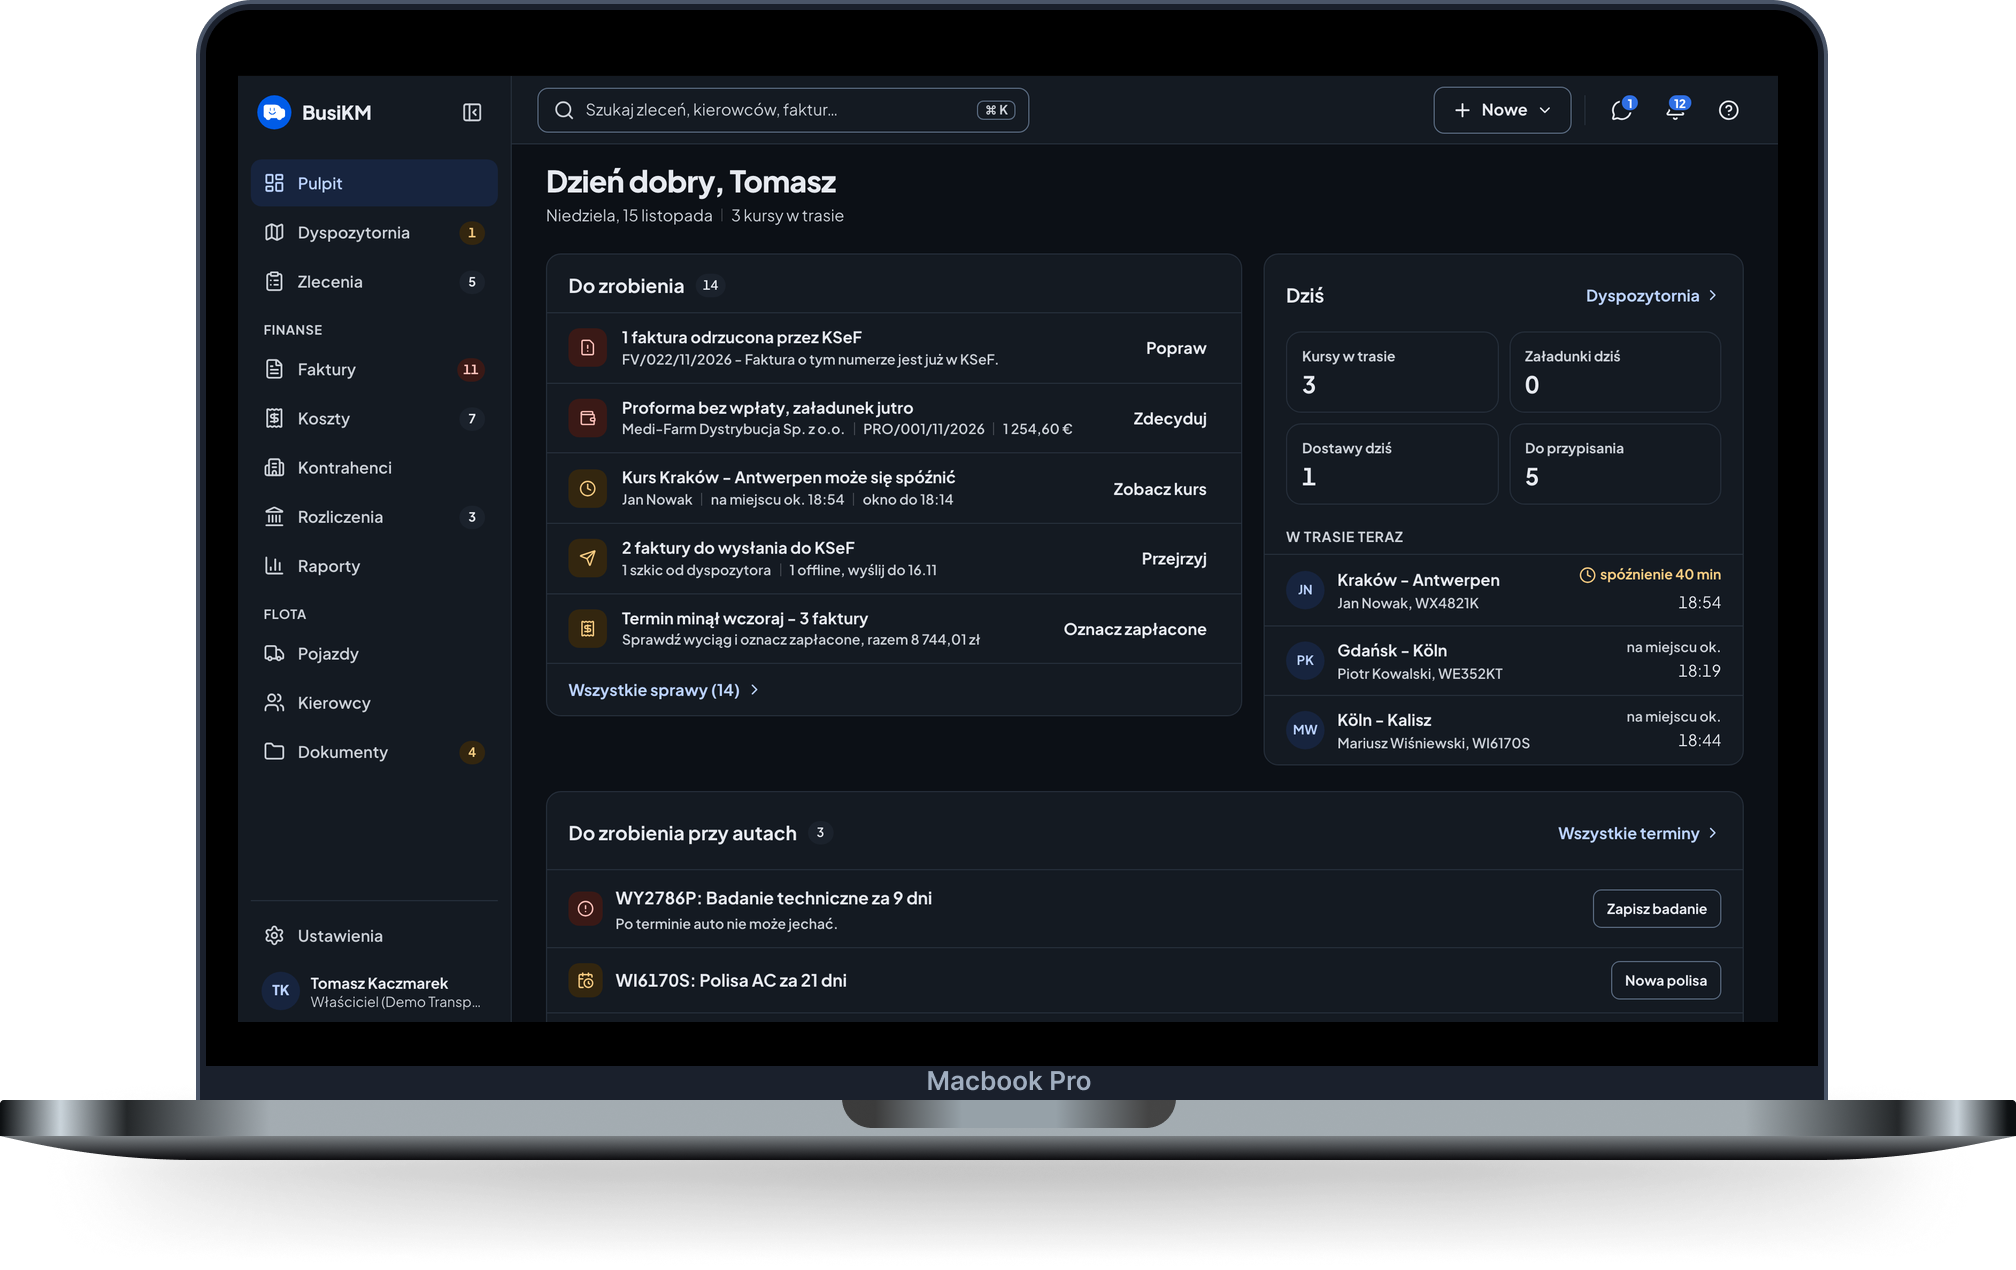 BusiKM
Szukaj zleceń, kierowców, faktur...
⌘ K
Nowe
1
12
Pulpit
Dyspozytornia
1
Zlecenia
5
FINANSE
Faktury
11
Koszty
7
Kontrahenci
Rozliczenia
3
Raporty
FLOTA
Pojazdy
Kierowcy
Dokumenty
4
Ustawienia
TK
Tomasz Kaczmarek
Właściciel (Demo Transp...
Dzień dobry, Tomasz
Niedziela, 15 listopada | 3 kursy w trasie
Do zrobienia 14
1 faktura odrzucona przez KSeF
FV/022/11/2026 – Faktura o tym numerze jest już w KSeF.
Popraw
Proforma bez wpłaty, załadunek jutro
Medi-Farm Dystrybucja Sp. z o.o. | PRO/001/11/2026 | 1 254,60 €
Zdecyduj
Kurs Kraków – Antwerpen może się spóźnić
Jan Nowak | na miejscu ok. 18:54 | okno do 18:14
Zobacz kurs
2 faktury do wysłania do KSeF
1 szkic od dyspozytora | 1 offline, wyślij do 16.11
Przejrzyj
Termin minął wczoraj – 3 faktury
Sprawdź wyciąg i oznacz zapłacone, razem 8 744,01 zł
Oznacz zapłacone
Wszystkie sprawy (14)
Dziś
Dyspozytornia
Kursy w trasie
3
Załadunki dziś
0
Dostawy dziś
1
Do przypisania
5
W TRASIE TERAZ
JN
Kraków – Antwerpen
Jan Nowak, WX4821K
spóźnienie 40 min
18:54
PK
Gdańsk – Köln
Piotr Kowalski, WE352KT
na miejscu ok.
18:19
MW
Köln – Kalisz
Mariusz Wiśniewski, WI6170S
na miejscu ok.
18:44
Do zrobienia przy autach 3
Wszystkie terminy
WY2786P: Badanie techniczne za 9 dni
Po terminie auto nie może jechać.
Zapisz badanie
WI6170S: Polisa AC za 21 dni
Nowa polisa
Macbook Pro